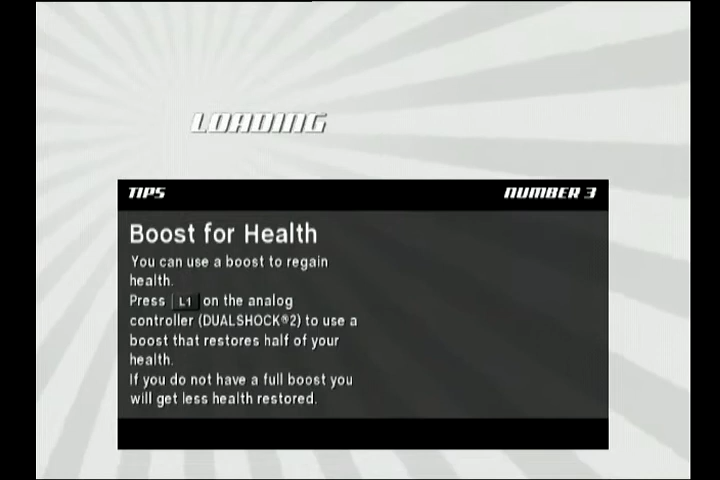 LOADING
TIPS
NUMBER 3
Boost for Health
You can use a boost to regain
health.
Press L1 on the analog
controller (DUALSHOCK®2) to use a
boost that restores half of your
health.
If you do not have a full boost you
will get less health restored.